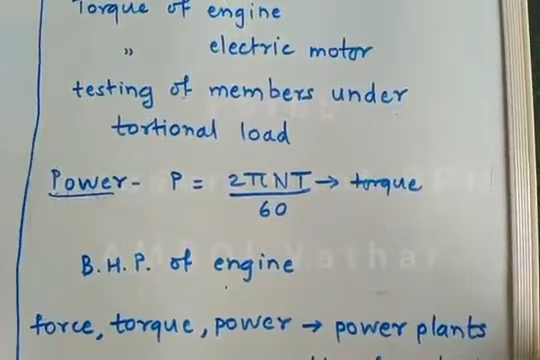 Torque of engine
" electric motor
testing of members under
tortional load
Power - P = 2πNT/60 → torque
B.H.P. of engine
force, torque, power → power plants